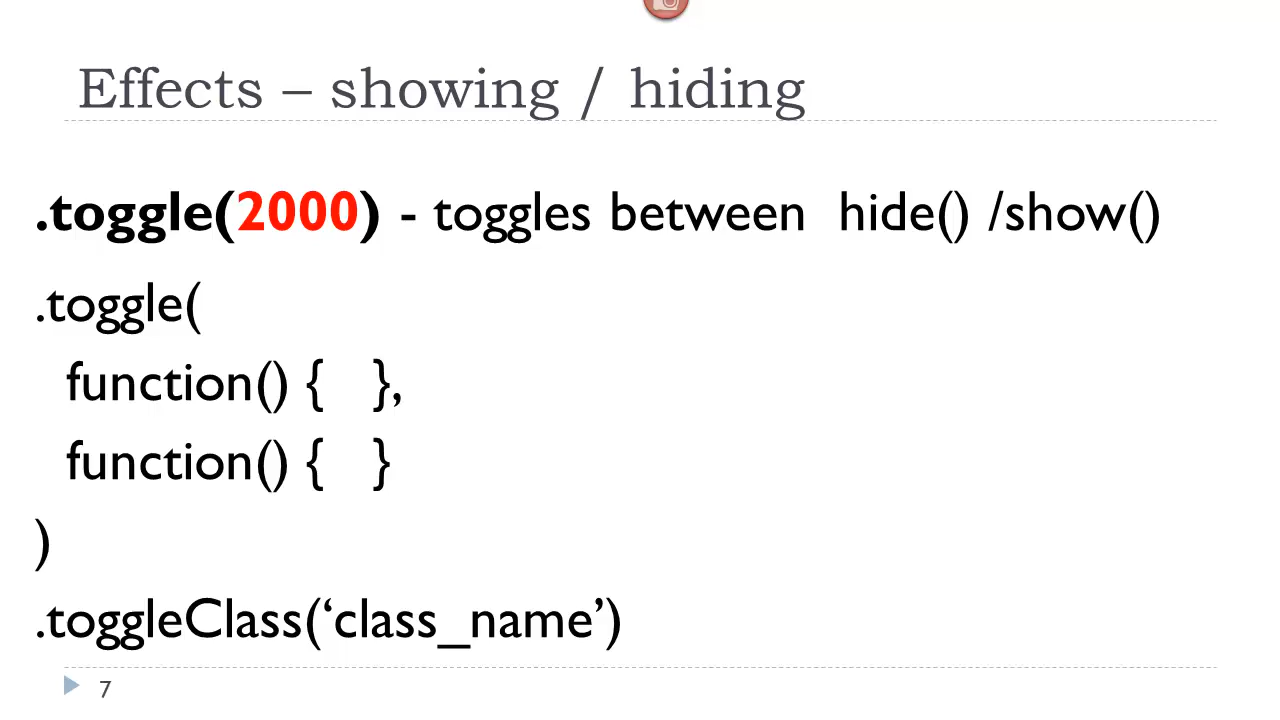 Effects – showing / hiding
.toggle(2000) - toggles between hide() /show()
.toggle(
function() { },
function() { }
)
.toggleClass(‘class_name’)
7